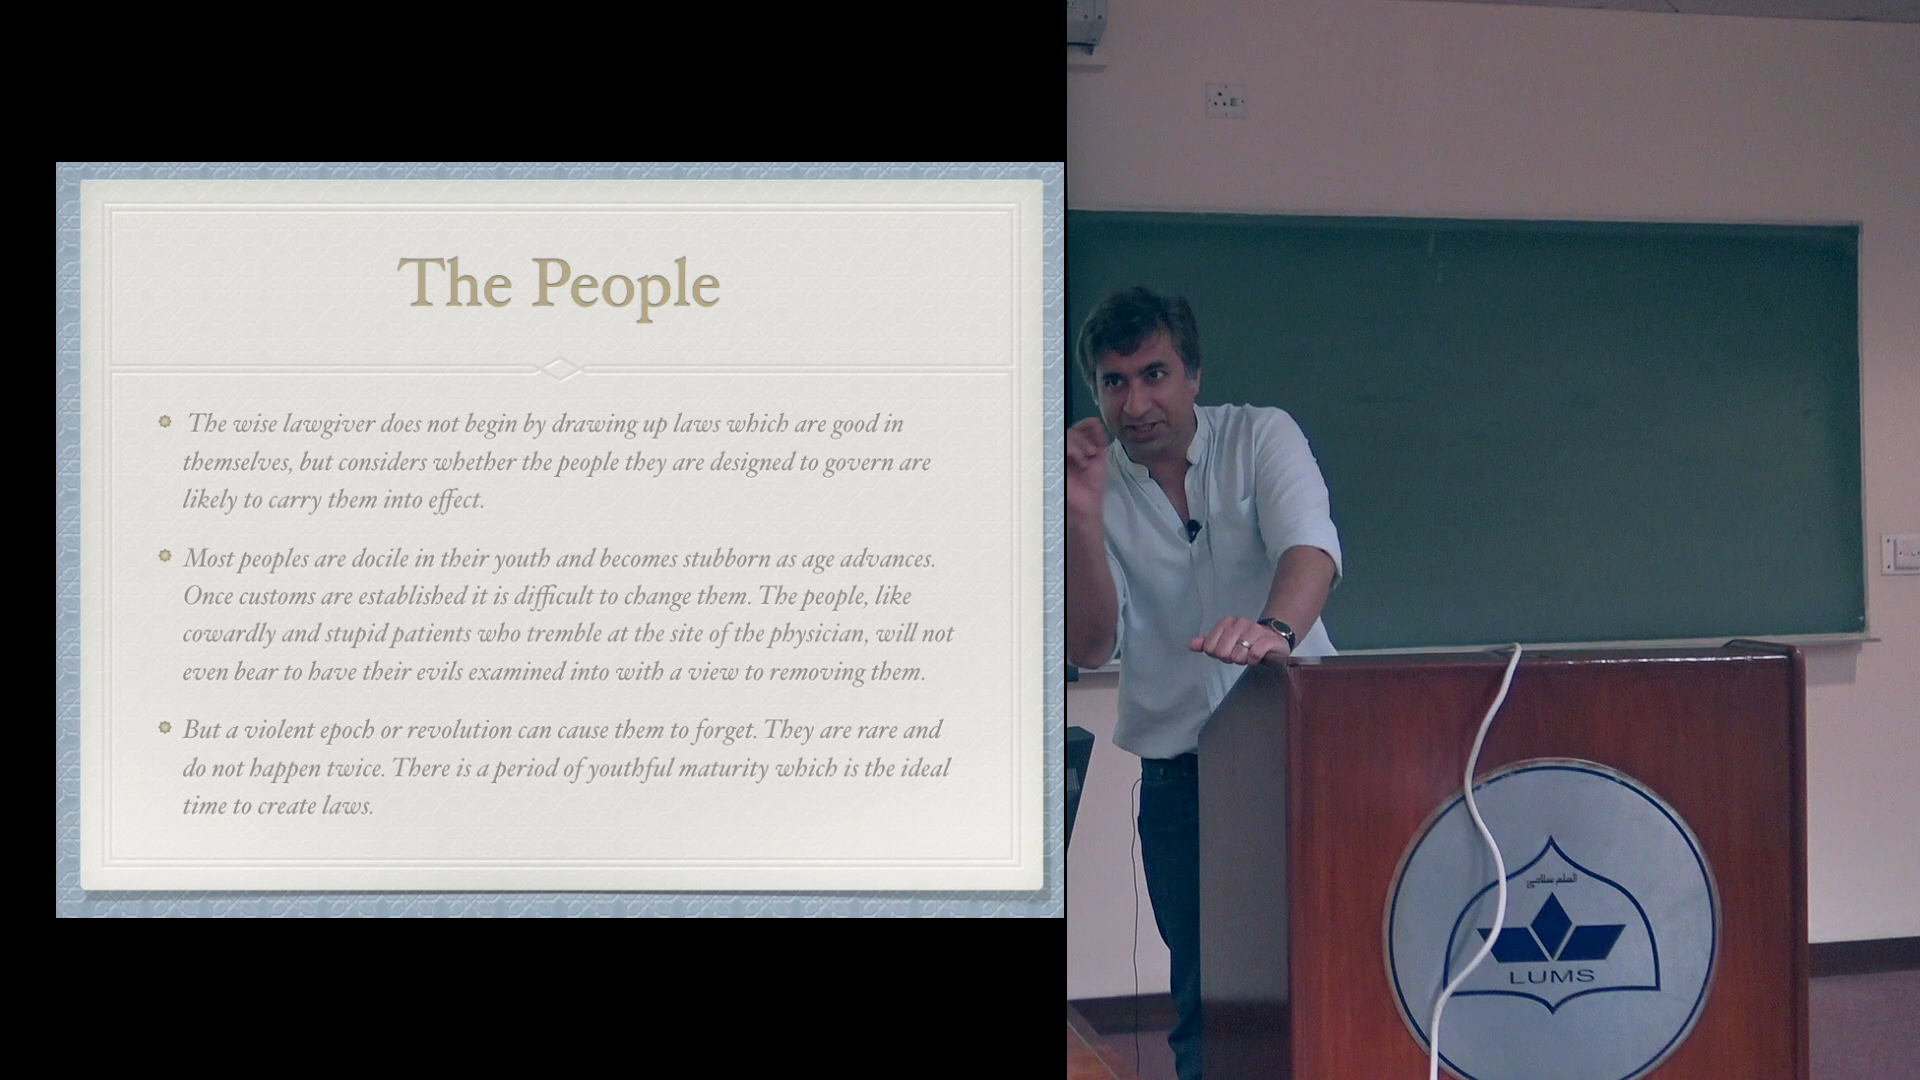 The People
The wise lawgiver does not begin by drawing up laws which are good in
themselves, but considers whether the people they are designed to govern are
likely to carry them into effect.
Most peoples are docile in their youth and becomes stubborn as age advances.
Once customs are established it is difficult to change them. The people, like
cowardly and stupid patients who tremble at the site of the physician, will not
even bear to have their evils examined into with a view to removing them.
But a violent epoch or revolution can cause them to forget. They are rare and
do not happen twice. There is a period of youthful maturity which is the ideal
time to create laws.
LUMS